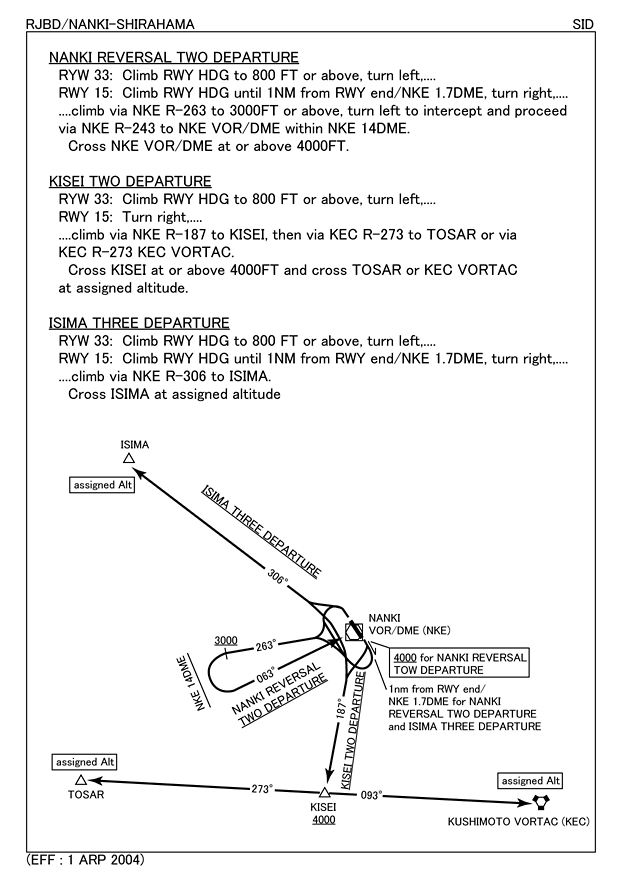 RJBD/NANKI-SHIRAHAMA
SID
NANKI REVERSAL TWO DEPARTURE
RYW 33: Climb RWY HDG to 800 FT or above, turn left,....
RWY 15: Climb RWY HDG until 1NM from RWY end/NKE 1.7DME, turn right,....
....climb via NKE R-263 to 3000FT or above, turn left to intercept and proceed
via NKE R-243 to NKE VOR/DME within NKE 14DME.
Cross NKE VOR/DME at or above 4000FT.
KISEI TWO DEPARTURE
RYW 33: Climb RWY HDG to 800 FT or above, turn left,....
RWY 15: Turn right,....
....climb via NKE R-187 to KISEI, then via KEC R-273 to TOSAR or via
KEC R-273 KEC VORTAC.
Cross KISEI at or above 4000FT and cross TOSAR or KEC VORTAC
at assigned altitude.
ISIMA THREE DEPARTURE
RYW 33: Climb RWY HDG to 800 FT or above, turn left,....
RWY 15: Climb RWY HDG until 1NM from RWY end/NKE 1.7DME, turn right,....
....climb via NKE R-306 to ISIMA.
Cross ISIMA at assigned altitude
ISIMA
assigned Alt
ISIMA THREE DEPARTURE
306°
NANKI
VOR/DME (NKE)
3000
263°
063°
NKE 14DME
NANKI REVERSAL
TWO DEPARTURE
4000 for NANKI REVERSAL
TOW DEPARTURE
1nm from RWY end/
NKE 1.7DME for NANKI
REVERSAL TWO DEPARTURE
and ISIMA THREE DEPARTURE
187°
KISEI TWO DEPARTURE
assigned Alt
TOSAR
273°
KISEI
4000
093°
assigned Alt
KUSHIMOTO VORTAC (KEC)
(EFF : 1 ARP 2004)